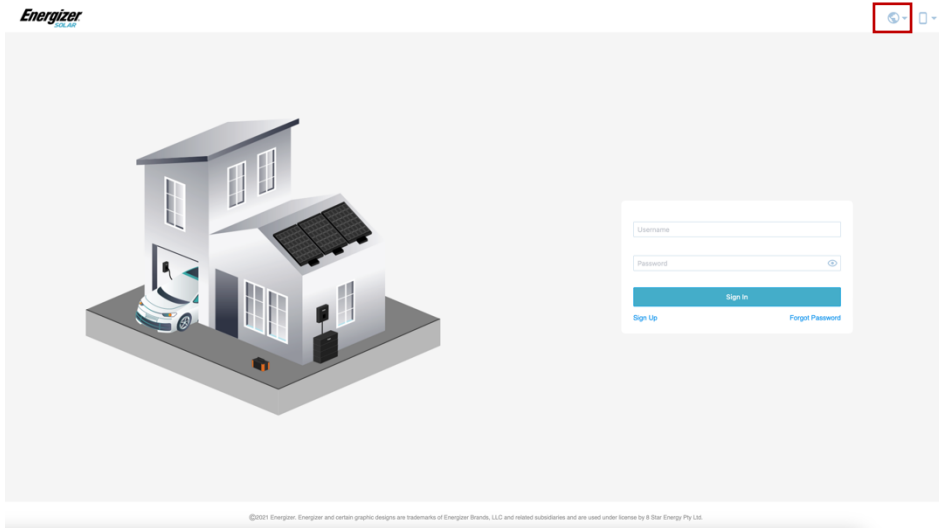 Energizer
SOLAR
Username
Password
Sign In
Sign Up
Forgot Password
©2021 Energizer. Energizer and certain graphic designs are trademarks of Energizer Brands, LLC and related subsidiaries and are used under license by 8 Star Energy Pty Ltd.